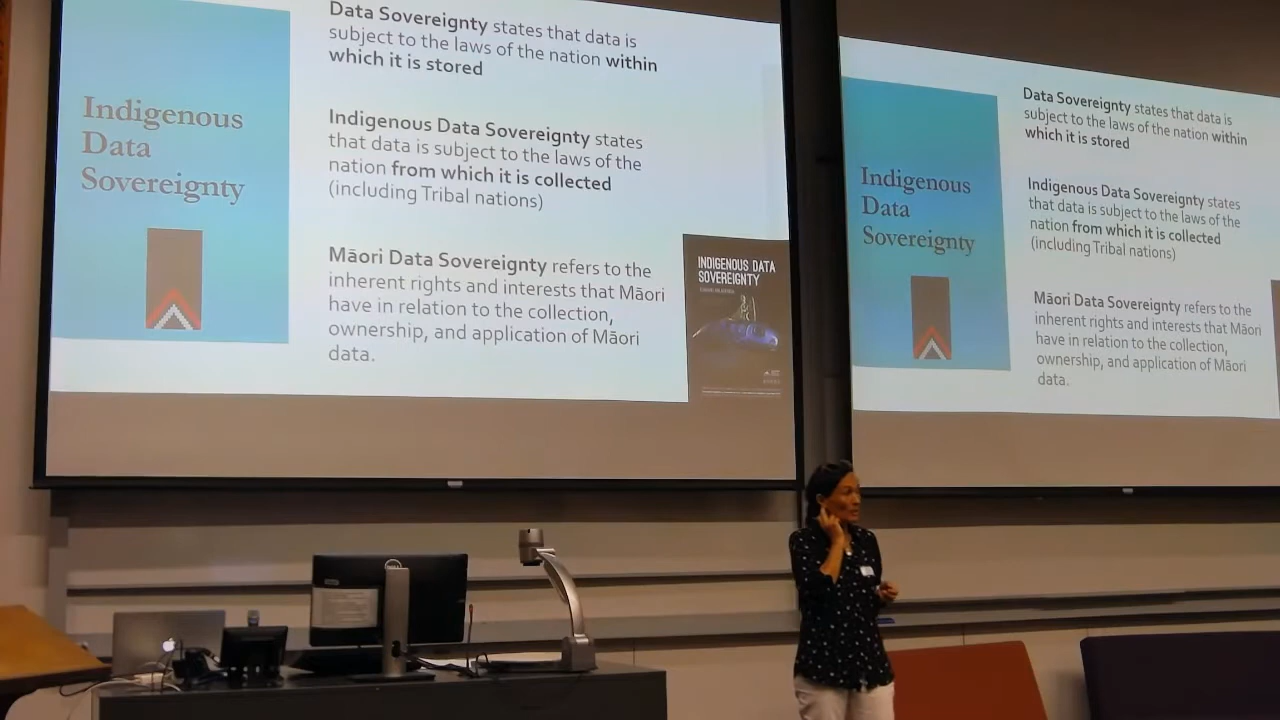 Data Sovereignty states that data is
subject to the laws of the nation within
which it is stored
Indigenous
Data
Sovereignty
Indigenous Data Sovereignty states
that data is subject to the laws of the
nation from which it is collected
(including Tribal nations)
Māori Data Sovereignty refers to the
inherent rights and interests that Māori
have in relation to the collection,
ownership, and application of Māori
data.
INDIGENOUS DATA
SOVEREIGNTY
Data Sovereignty states that data is
subject to the laws of the nation within
which it is stored
Indigenous
Data
Sovereignty
Indigenous Data Sovereignty states
that data is subject to the laws of the
nation from which it is collected
(including Tribal nations)
Māori Data Sovereignty refers to the
inherent rights and interests that Māori
have in relation to the collection,
ownership, and application of Māori
data.